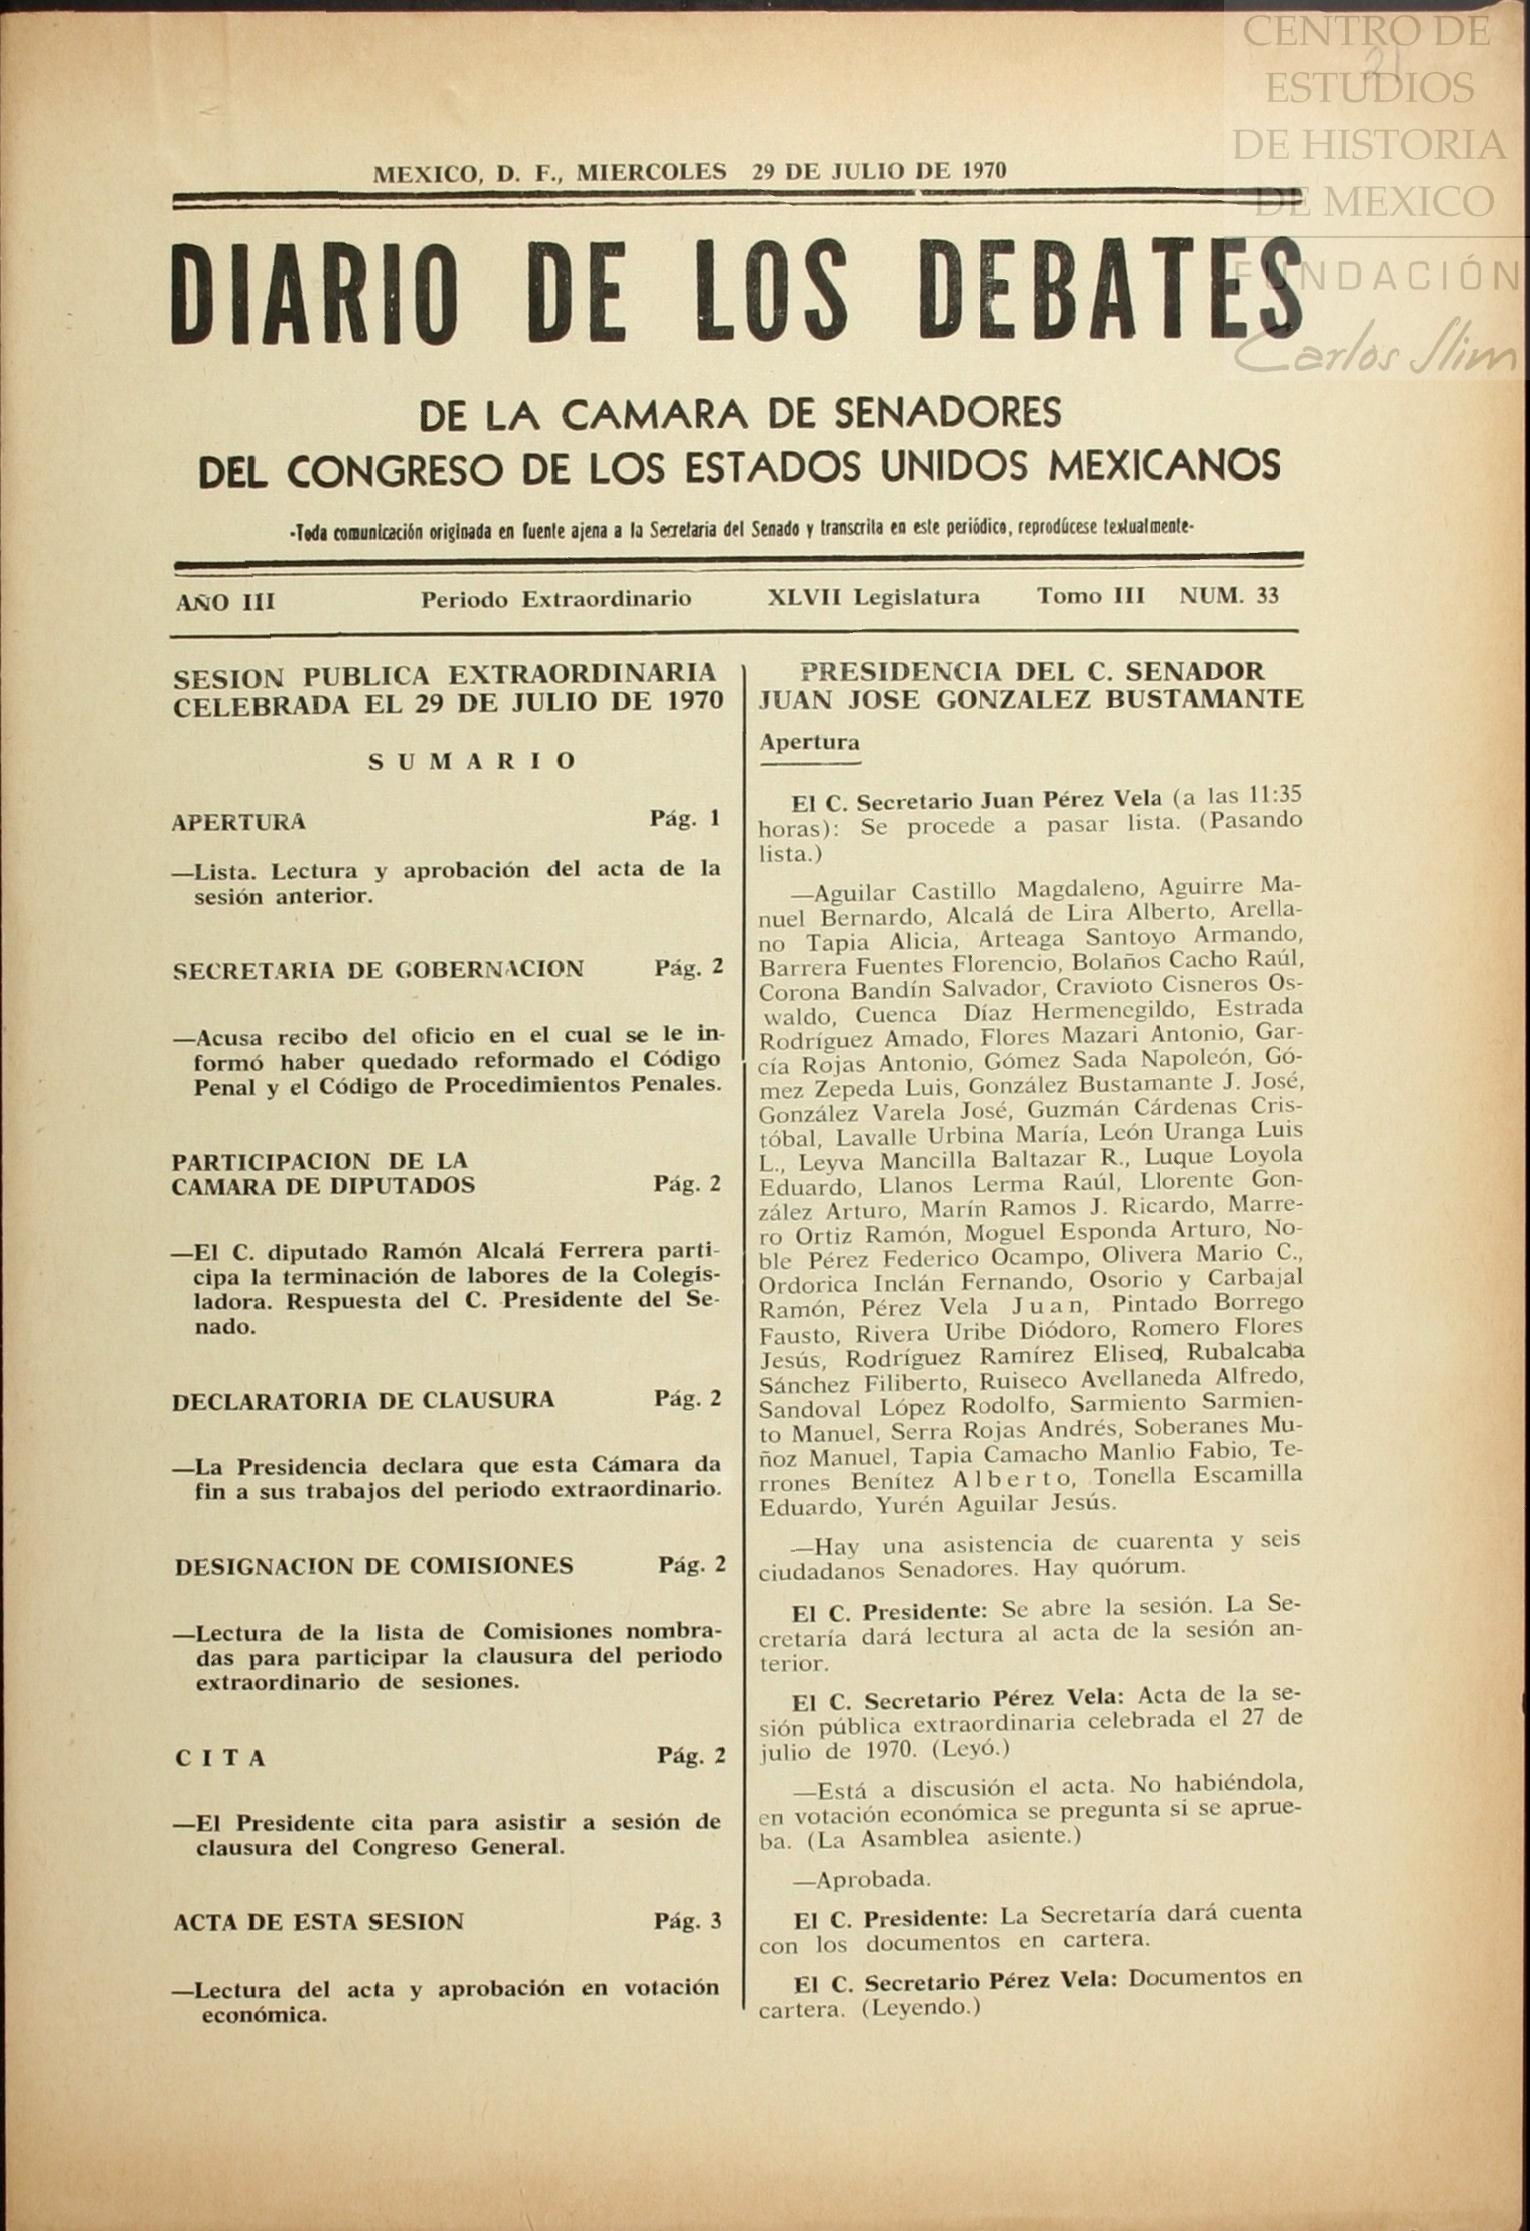 CENTRO DE
ESTUDIOS
DE HISTORIA
DE MEXICO
FUNDACIÓN
Carlos Slim
21
MEXICO, D. F., MIERCOLES 29 DE JULIO DE 1970
DIARIO DE LOS DEBATES
DE LA CAMARA DE SENADORES
DEL CONGRESO DE LOS ESTADOS UNIDOS MEXICANOS
-Toda comunicación originada en fuente ajena a la Secretaria del Senado y transcrita en este periódico, reprodúcese textualmente-
AÑO III Periodo Extraordinario XLVII Legislatura Tomo III NUM. 33
SESION PUBLICA EXTRAORDINARIA
CELEBRADA EL 29 DE JULIO DE 1970
SUMARIO
APERTURA Pág. 1
—Lista. Lectura y aprobación del acta de la
sesión anterior.
SECRETARIA DE GOBERNACION Pág. 2
—Acusa recibo del oficio en el cual se le in-
formó haber quedado reformado el Código
Penal y el Código de Procedimientos Penales.
PARTICIPACION DE LA
CAMARA DE DIPUTADOS Pág. 2
—El C. diputado Ramón Alcalá Ferrera parti-
cipa la terminación de labores de la Colegis-
ladora. Respuesta del C. Presidente del Se-
nado.
DECLARATORIA DE CLAUSURA Pág. 2
—La Presidencia declara que esta Cámara da
fin a sus trabajos del periodo extraordinario.
DESIGNACION DE COMISIONES Pág. 2
—Lectura de la lista de Comisiones nombra-
das para participar la clausura del periodo
extraordinario de sesiones.
CITA Pág. 2
—El Presidente cita para asistir a sesión de
clausura del Congreso General.
ACTA DE ESTA SESION Pág. 3
—Lectura del acta y aprobación en votación
económica.
PRESIDENCIA DEL C. SENADOR
JUAN JOSE GONZALEZ BUSTAMANTE
Apertura
El C. Secretario Juan Pérez Vela (a las 11:35
horas): Se procede a pasar lista. (Pasando
lista.)
—Aguilar Castillo Magdaleno, Aguirre Ma-
nuel Bernardo, Alcalá de Lira Alberto, Arella-
no Tapia Alicia, Arteaga Santoyo Armando,
Barrera Fuentes Florencio, Bolaños Cacho Raúl,
Corona Bandín Salvador, Cravioto Cisneros Os-
waldo, Cuenca Díaz Hermenegildo, Estrada
Rodríguez Amado, Flores Mazari Antonio, Gar-
cía Rojas Antonio, Gómez Sada Napoleón, Gó-
mez Zepeda Luis, González Bustamante J. José,
González Varela José, Guzmán Cárdenas Cris-
tóbal, Lavalle Urbina María, León Uranga Luis
L., Leyva Mancilla Baltazar R., Luque Loyola
Eduardo, Llanos Lerma Raúl, Llorente Gon-
zález Arturo, Marín Ramos J. Ricardo, Marre-
ro Ortiz Ramón, Moguel Esponda Arturo, No-
ble Pérez Federico Ocampo, Olivera Mario C.,
Ordorica Inclán Fernando, Osorio y Carbajal
Ramón, Pérez Vela Juan, Pintado Borrego
Fausto, Rivera Uribe Diódoro, Romero Flores
Jesús, Rodríguez Ramírez Eliseo, Rubalcaba
Sánchez Filiberto, Ruiseco Avellaneda Alfredo,
Sandoval López Rodolfo, Sarmiento Sarmien-
to Manuel, Serra Rojas Andrés, Soberanes Mu-
ñoz Manuel, Tapia Camacho Manlio Fabio, Te-
rrones Benítez Alberto, Tonella Escamilla
Eduardo, Yurén Aguilar Jesús.
—Hay una asistencia de cuarenta y seis
ciudadanos Senadores. Hay quórum.
El C. Presidente: Se abre la sesión. La Se-
cretaría dará lectura al acta de la sesión an-
terior.
El C. Secretario Pérez Vela: Acta de la se-
sión pública extraordinaria celebrada el 27 de
julio de 1970. (Leyó.)
—Está a discusión el acta. No habiéndola,
en votación económica se pregunta si se aprue-
ba. (La Asamblea asiente.)
—Aprobada.
El C. Presidente: La Secretaría dará cuenta
con los documentos en cartera.
El C. Secretario Pérez Vela: Documentos en
cartera. (Leyendo.)